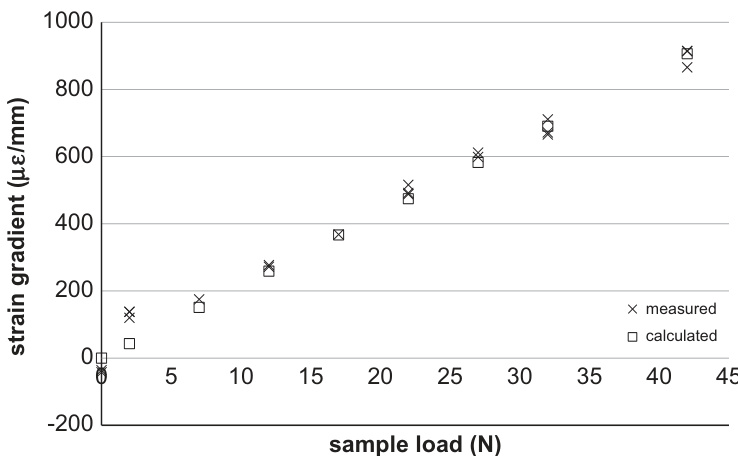 1000
800
600
400
200
0
-200
0 5 10 15 20 25 30 35 40 45
strain gradient (με/mm)
sample load (N)
measured
calculated